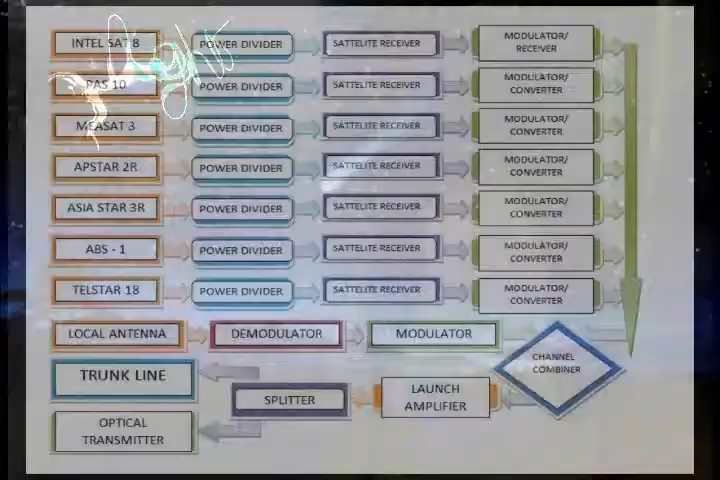 INTEL SAT 8 POWER DIVIDER SATTELITE RECEIVER MODULATOR/
RECEIVER
PAS 10 POWER DIVIDER SATTELITE RECEIVER MODULATOR/
CONVERTER
MEASAT 3 POWER DIVIDER SATTELITE RECEIVER MODULATOR/
CONVERTER
APSTAR 2R POWER DIVIDER SATTELITE RECEIVER MODULATOR/
CONVERTER
ASIA STAR 3R POWER DIVIDER SATTELITE RECEIVER MODULATOR/
CONVERTER
ABS - 1 POWER DIVIDER SATTELITE RECEIVER MODULATOR/
CONVERTER
TELSTAR 18 POWER DIVIDER SATTELITE RECEIVER MODULATOR/
CONVERTER
LOCAL ANTENNA DEMODULATOR MODULATOR
CHANNEL
COMBINER
TRUNK LINE
SPLITTER
LAUNCH
AMPLIFIER
OPTICAL
TRANSMITTER